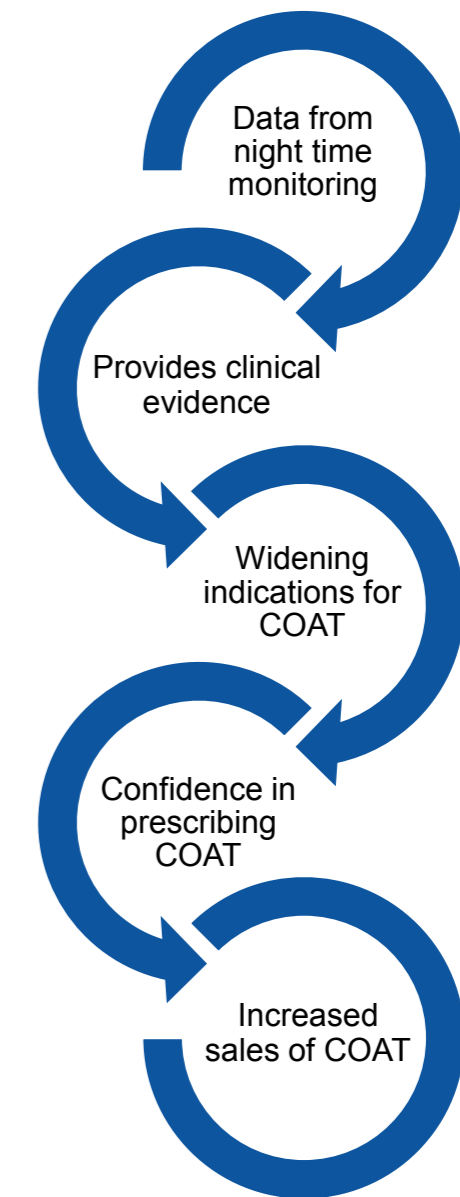 Data from
night time
monitoring
Provides clinical
evidence
Widening
indications for
COAT
Confidence in
prescribing
COAT
Increased
sales of COAT